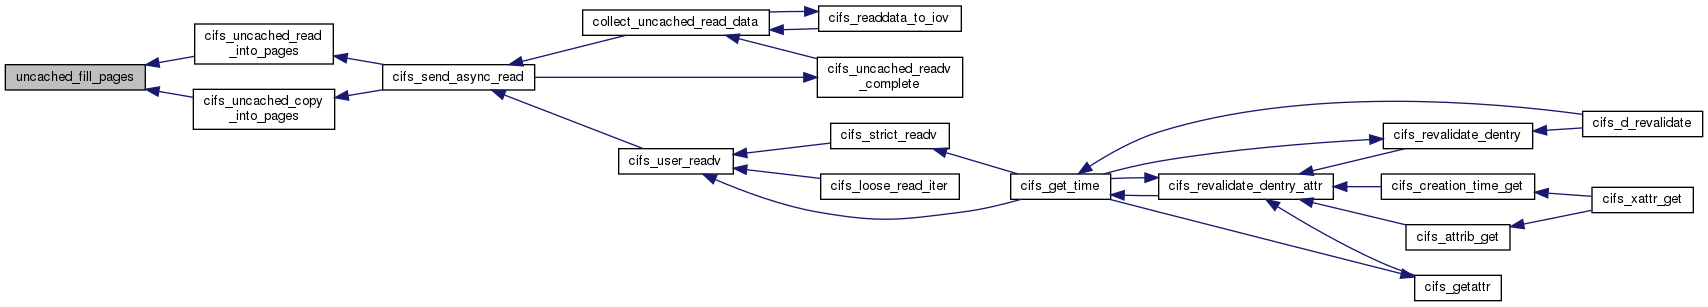 uncached_fill_pages
cifs_uncached_read
_into_pages
cifs_uncached_copy
_into_pages
cifs_send_async_read
collect_uncached_read_data
cifs_readdata_to_iov
cifs_uncached_readv
_complete
cifs_user_readv
cifs_strict_readv
cifs_loose_read_iter
cifs_get_time
cifs_revalidate_dentry_attr
cifs_revalidate_dentry
cifs_d_revalidate
cifs_creation_time_get
cifs_xattr_get
cifs_attrib_get
cifs_getattr